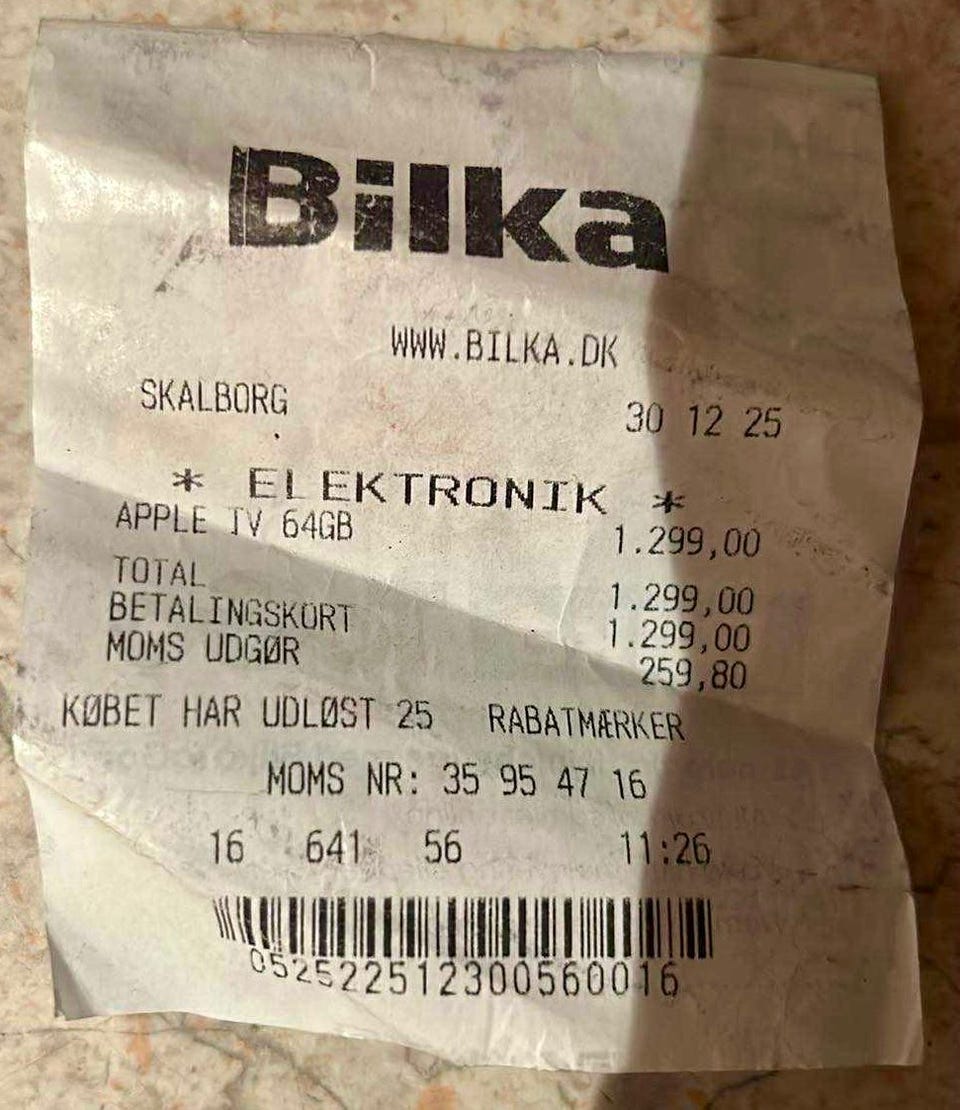 Bilka
WWW.BILKA.DK
SKALBORG 30 12 25
* ELEKTRONIK *
APPLE TV 64GB 1.299,00
TOTAL 1.299,00
BETALINGSKORT 1.299,00
MOMS UDGØR 259,80
KØBET HAR UDLØST 25 RABATMÆRKER
MOMS NR: 35 95 47 16
16 641 56 11:26
05252251230056​0016